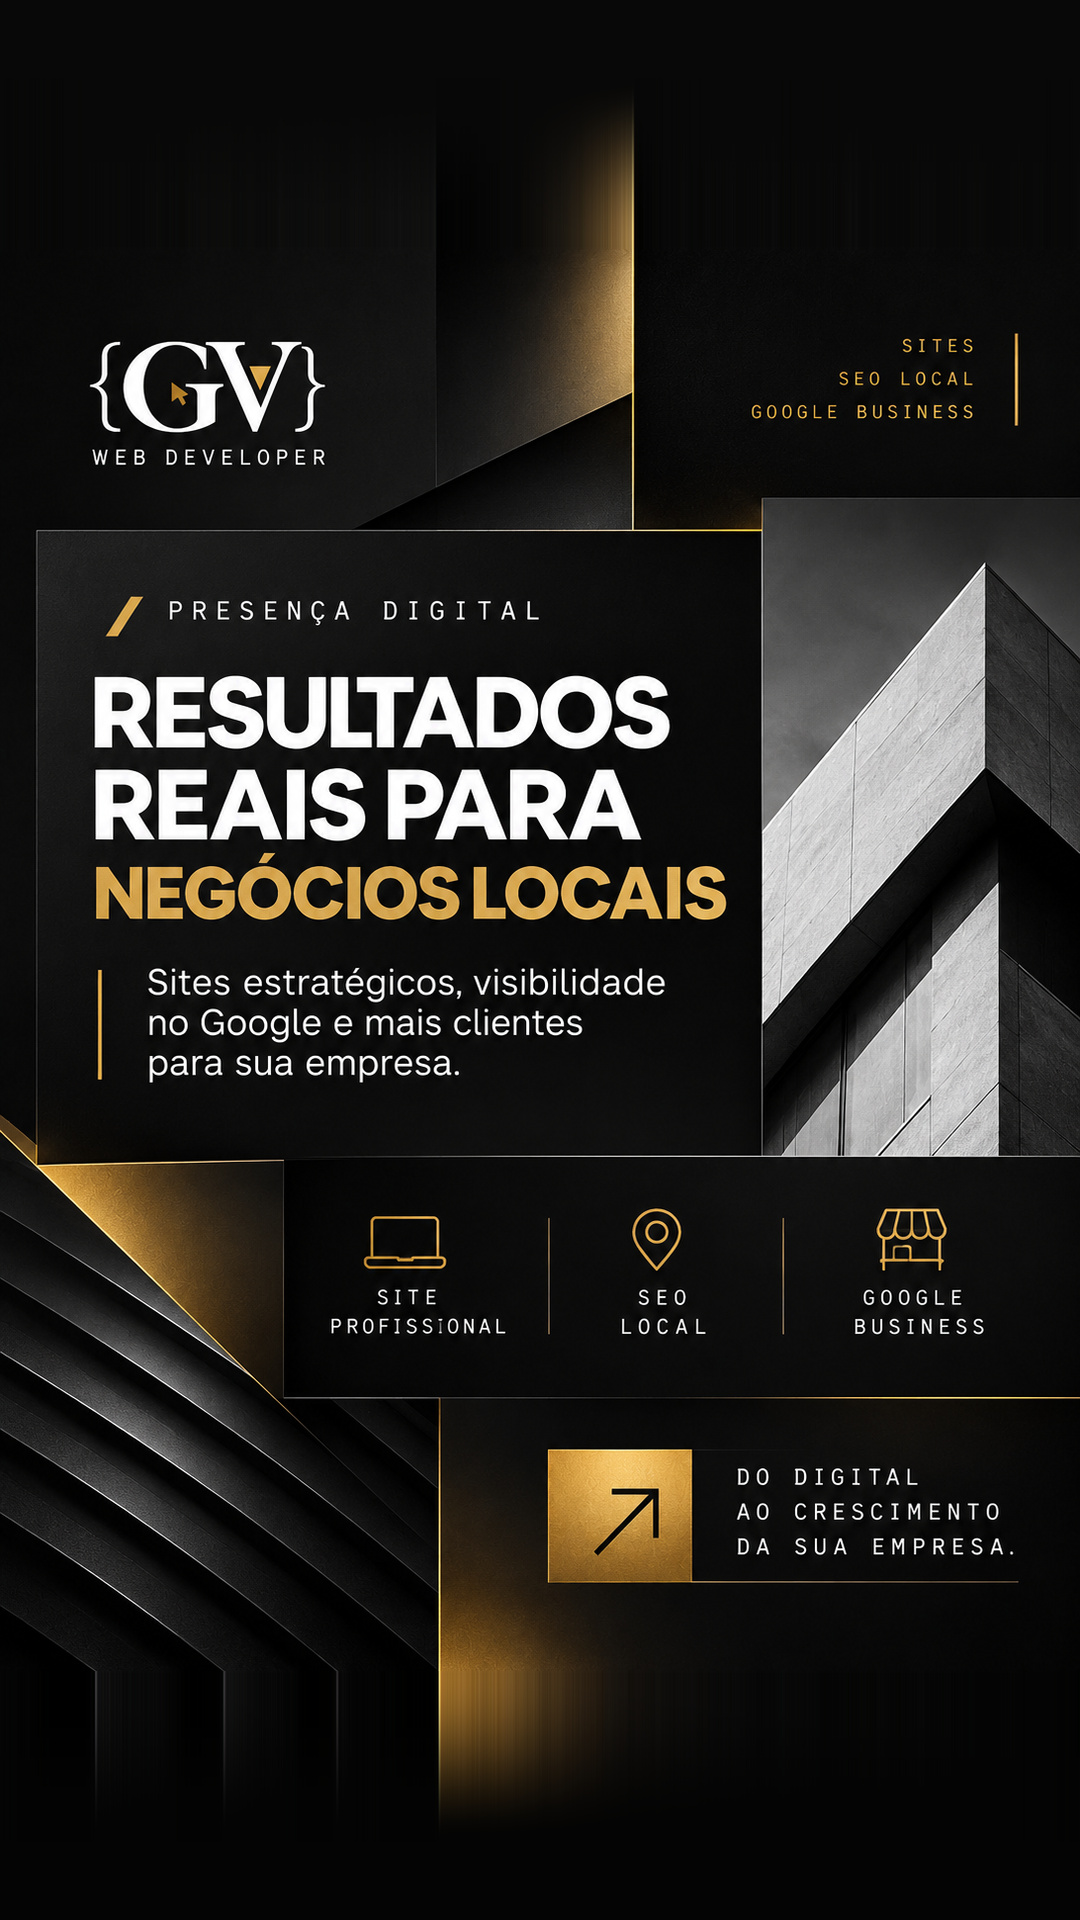 {GV}
WEB DEVELOPER
SITES
SEO LOCAL
GOOGLE BUSINESS
PRESENÇA DIGITAL
RESULTADOS
REAIS PARA
NEGÓCIOS LOCAIS
Sites estratégicos, visibilidade
no Google e mais clientes
para sua empresa.
SITE
PROFISSIONAL
SEO
LOCAL
GOOGLE
BUSINESS
DO DIGITAL
AO CRESCIMENTO
DA SUA EMPRESA.